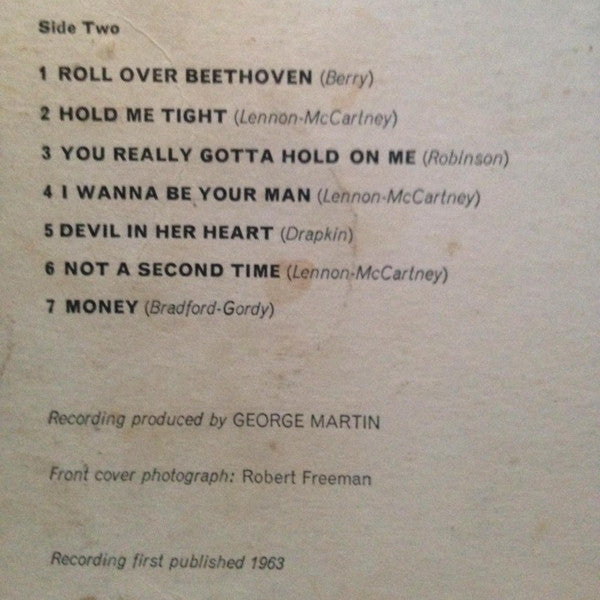 Side Two
1 ROLL OVER BEETHOVEN (Berry)
2 HOLD ME TIGHT (Lennon-McCartney)
3 YOU REALLY GOTTA HOLD ON ME (Robinson)
4 I WANNA BE YOUR MAN (Lennon-McCartney)
5 DEVIL IN HER HEART (Drapkin)
6 NOT A SECOND TIME (Lennon-McCartney)
7 MONEY (Bradford-Gordy)
Recording produced by GEORGE MARTIN
Front cover photograph: Robert Freeman
Recording first published 1963